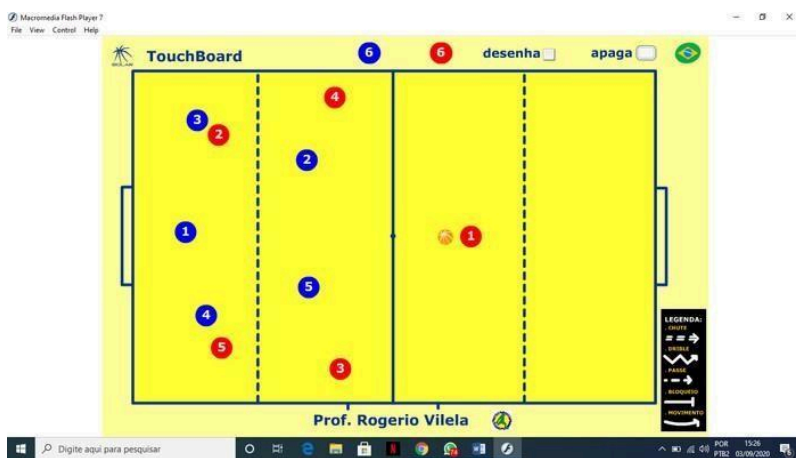 Macromedia Flash Player 7
File View Control Help
TouchBoard
6
6
desenha
apaga
4
3
2
2
1
1
5
4
5
3
LEGENDA:
. CHUTE
. DRIBLE
. PASSE
. BLOQUEIO
. MOVIMENTO
Prof. Rogerio Vilela
Digite aqui para pesquisar
POR
PTB2
15:26
03/09/2020